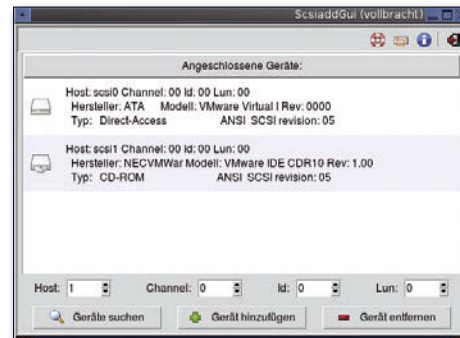 ScsiaddGui (vollbracht)
Angeschlossene Geräte:
Host: scsi0 Channel: 00 Id: 00 Lun: 00
Hersteller: ATA Modell: VMware Virtual I Rev: 0000
Typ: Direct-Access ANSI SCSI revision: 05
Host: scsi1 Channel: 00 Id: 00 Lun: 00
Hersteller: NECVMWar Modell: VMware IDE CDR10 Rev: 1.00
Typ: CD-ROM ANSI SCSI revision: 05
Host: 1 Channel: 0 Id: 0 Lun: 0
Geräte suchen Gerät hinzufügen Gerät entfernen